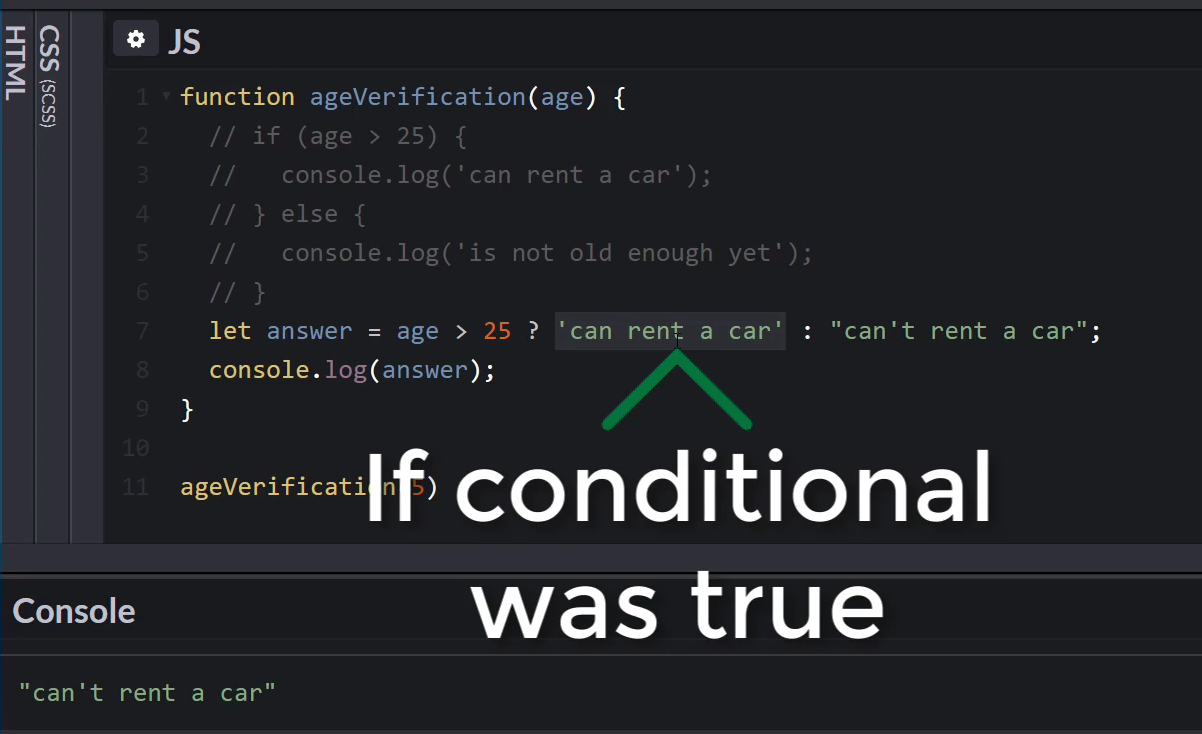 HTML
CSS (SCSS)
JS
1 function ageVerification(age) {
2 // if (age > 25) {
3 //   console.log('can rent a car');
4 // } else {
5 //   console.log('is not old enough yet');
6 // }
7 let answer = age > 25 ? 'can rent a car' : "can't rent a car";
8 console.log(answer);
9 }
10
11 ageVerification 5)
If conditional
was true
Console
"can't rent a car"